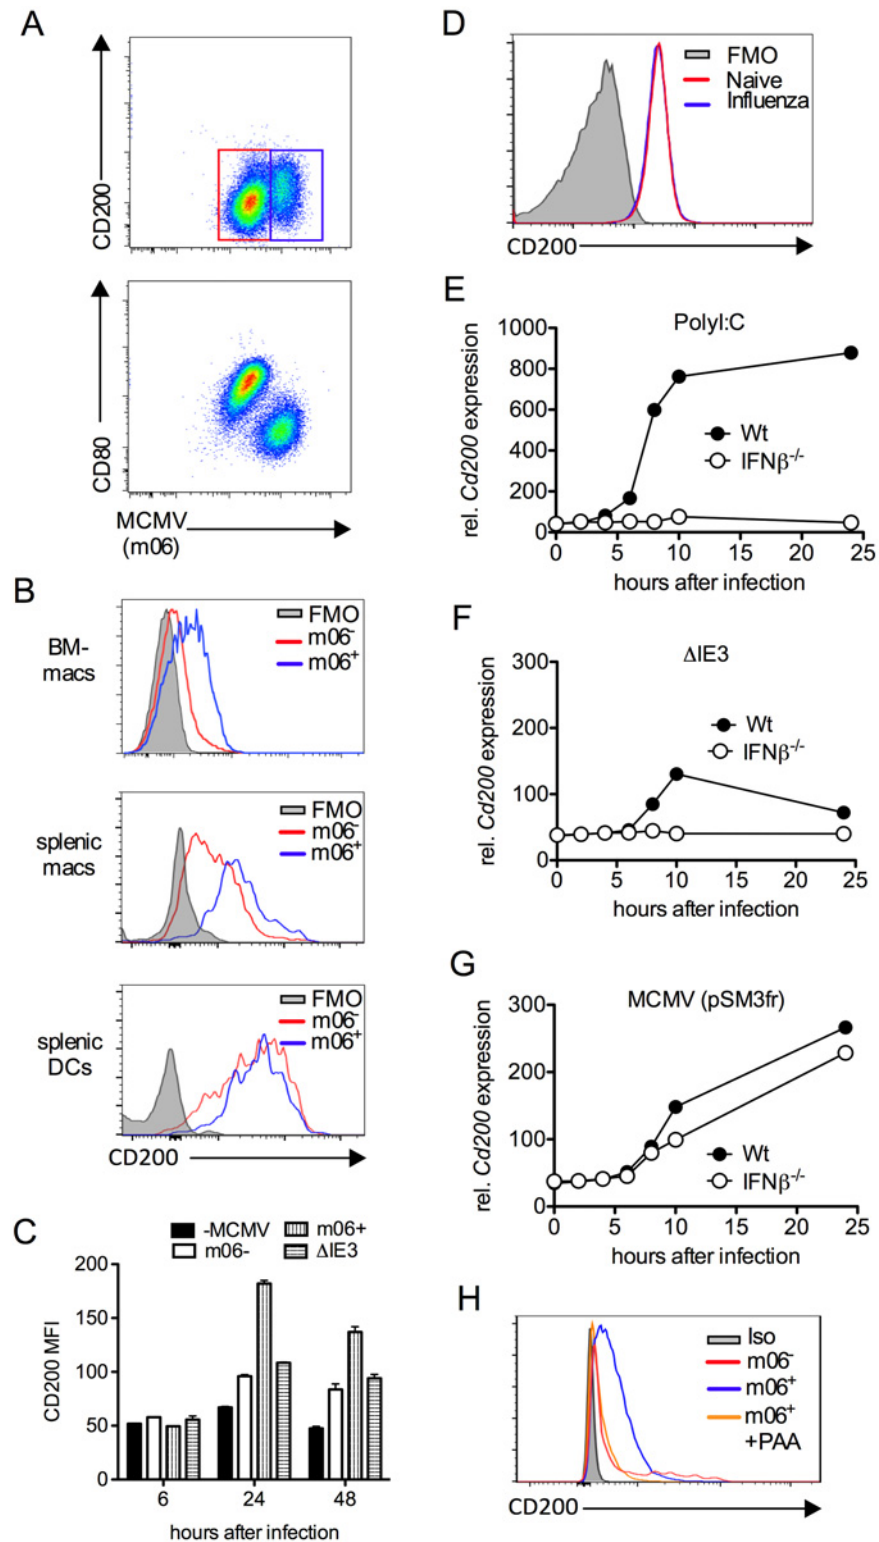 A
CD200
CD80
MCMV
(m06)
B
BM-
macs
FMO
m06⁻
m06⁺
splenic
macs
FMO
m06⁻
m06⁺
splenic
DCs
FMO
m06⁻
m06⁺
CD200
C
-MCMV
m06+
m06-
ΔIE3
CD200 MFI
200
150
100
50
0
6
24
48
hours after infection
D
FMO
Naive
Influenza
CD200
E
PolyI:C
rel. Cd200 expression
1000
800
600
400
200
0
Wt
IFNβ⁻/⁻
0
5
10
15
20
25
hours after infection
F
ΔIE3
rel. Cd200 expression
300
200
100
0
Wt
IFNβ⁻/⁻
0
5
10
15
20
25
hours after infection
G
MCMV (pSM3fr)
rel. Cd200 expression
300
200
100
0
Wt
IFNβ⁻/⁻
0
5
10
15
20
25
hours after infection
H
Iso
m06⁻
m06⁺
m06⁺
+PAA
CD200